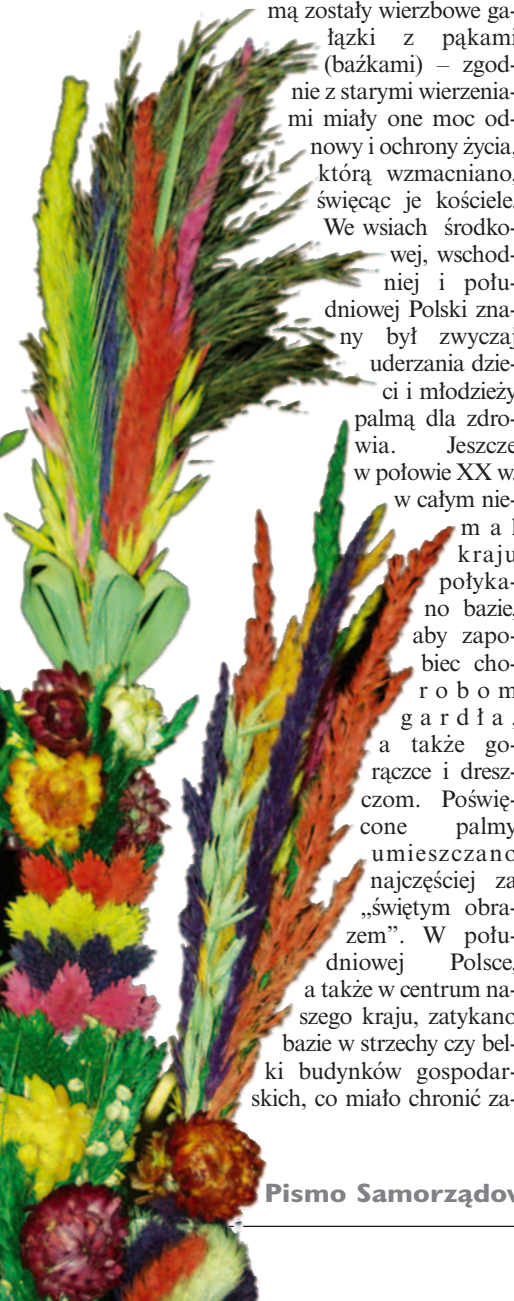 mą zostały wierzbowe ga-
łązki z pąkami
(baźkami) – zgod-
nie z starymi wierzenia-
mi miały one moc od-
nowy i ochrony życia,
którą wzmacniano,
święcąc je kościele.
We wsiach środko-
wej, wschod-
niej i połu-
dniowej Polski zna-
ny był zwyczaj
uderzania dzie-
ci i młodzieży
palmą dla zdro-
wia. Jeszcze
w połowie XX w.
w całym nie-
mal
kraju
połyka-
no bazie,
aby zapo-
biec cho-
robom
gardła,
a także go-
rączce i dresz-
czom. Poświę-
cone palmy
umieszczano
najczęściej za
„świętym obra-
zem”. W połu-
dniowej Polsce,
a także w centrum na-
szego kraju, zatykano
bazie w strzechy czy bel-
ki budynków gospodar-
skich, co miało chronić za-
Pismo Samorządow